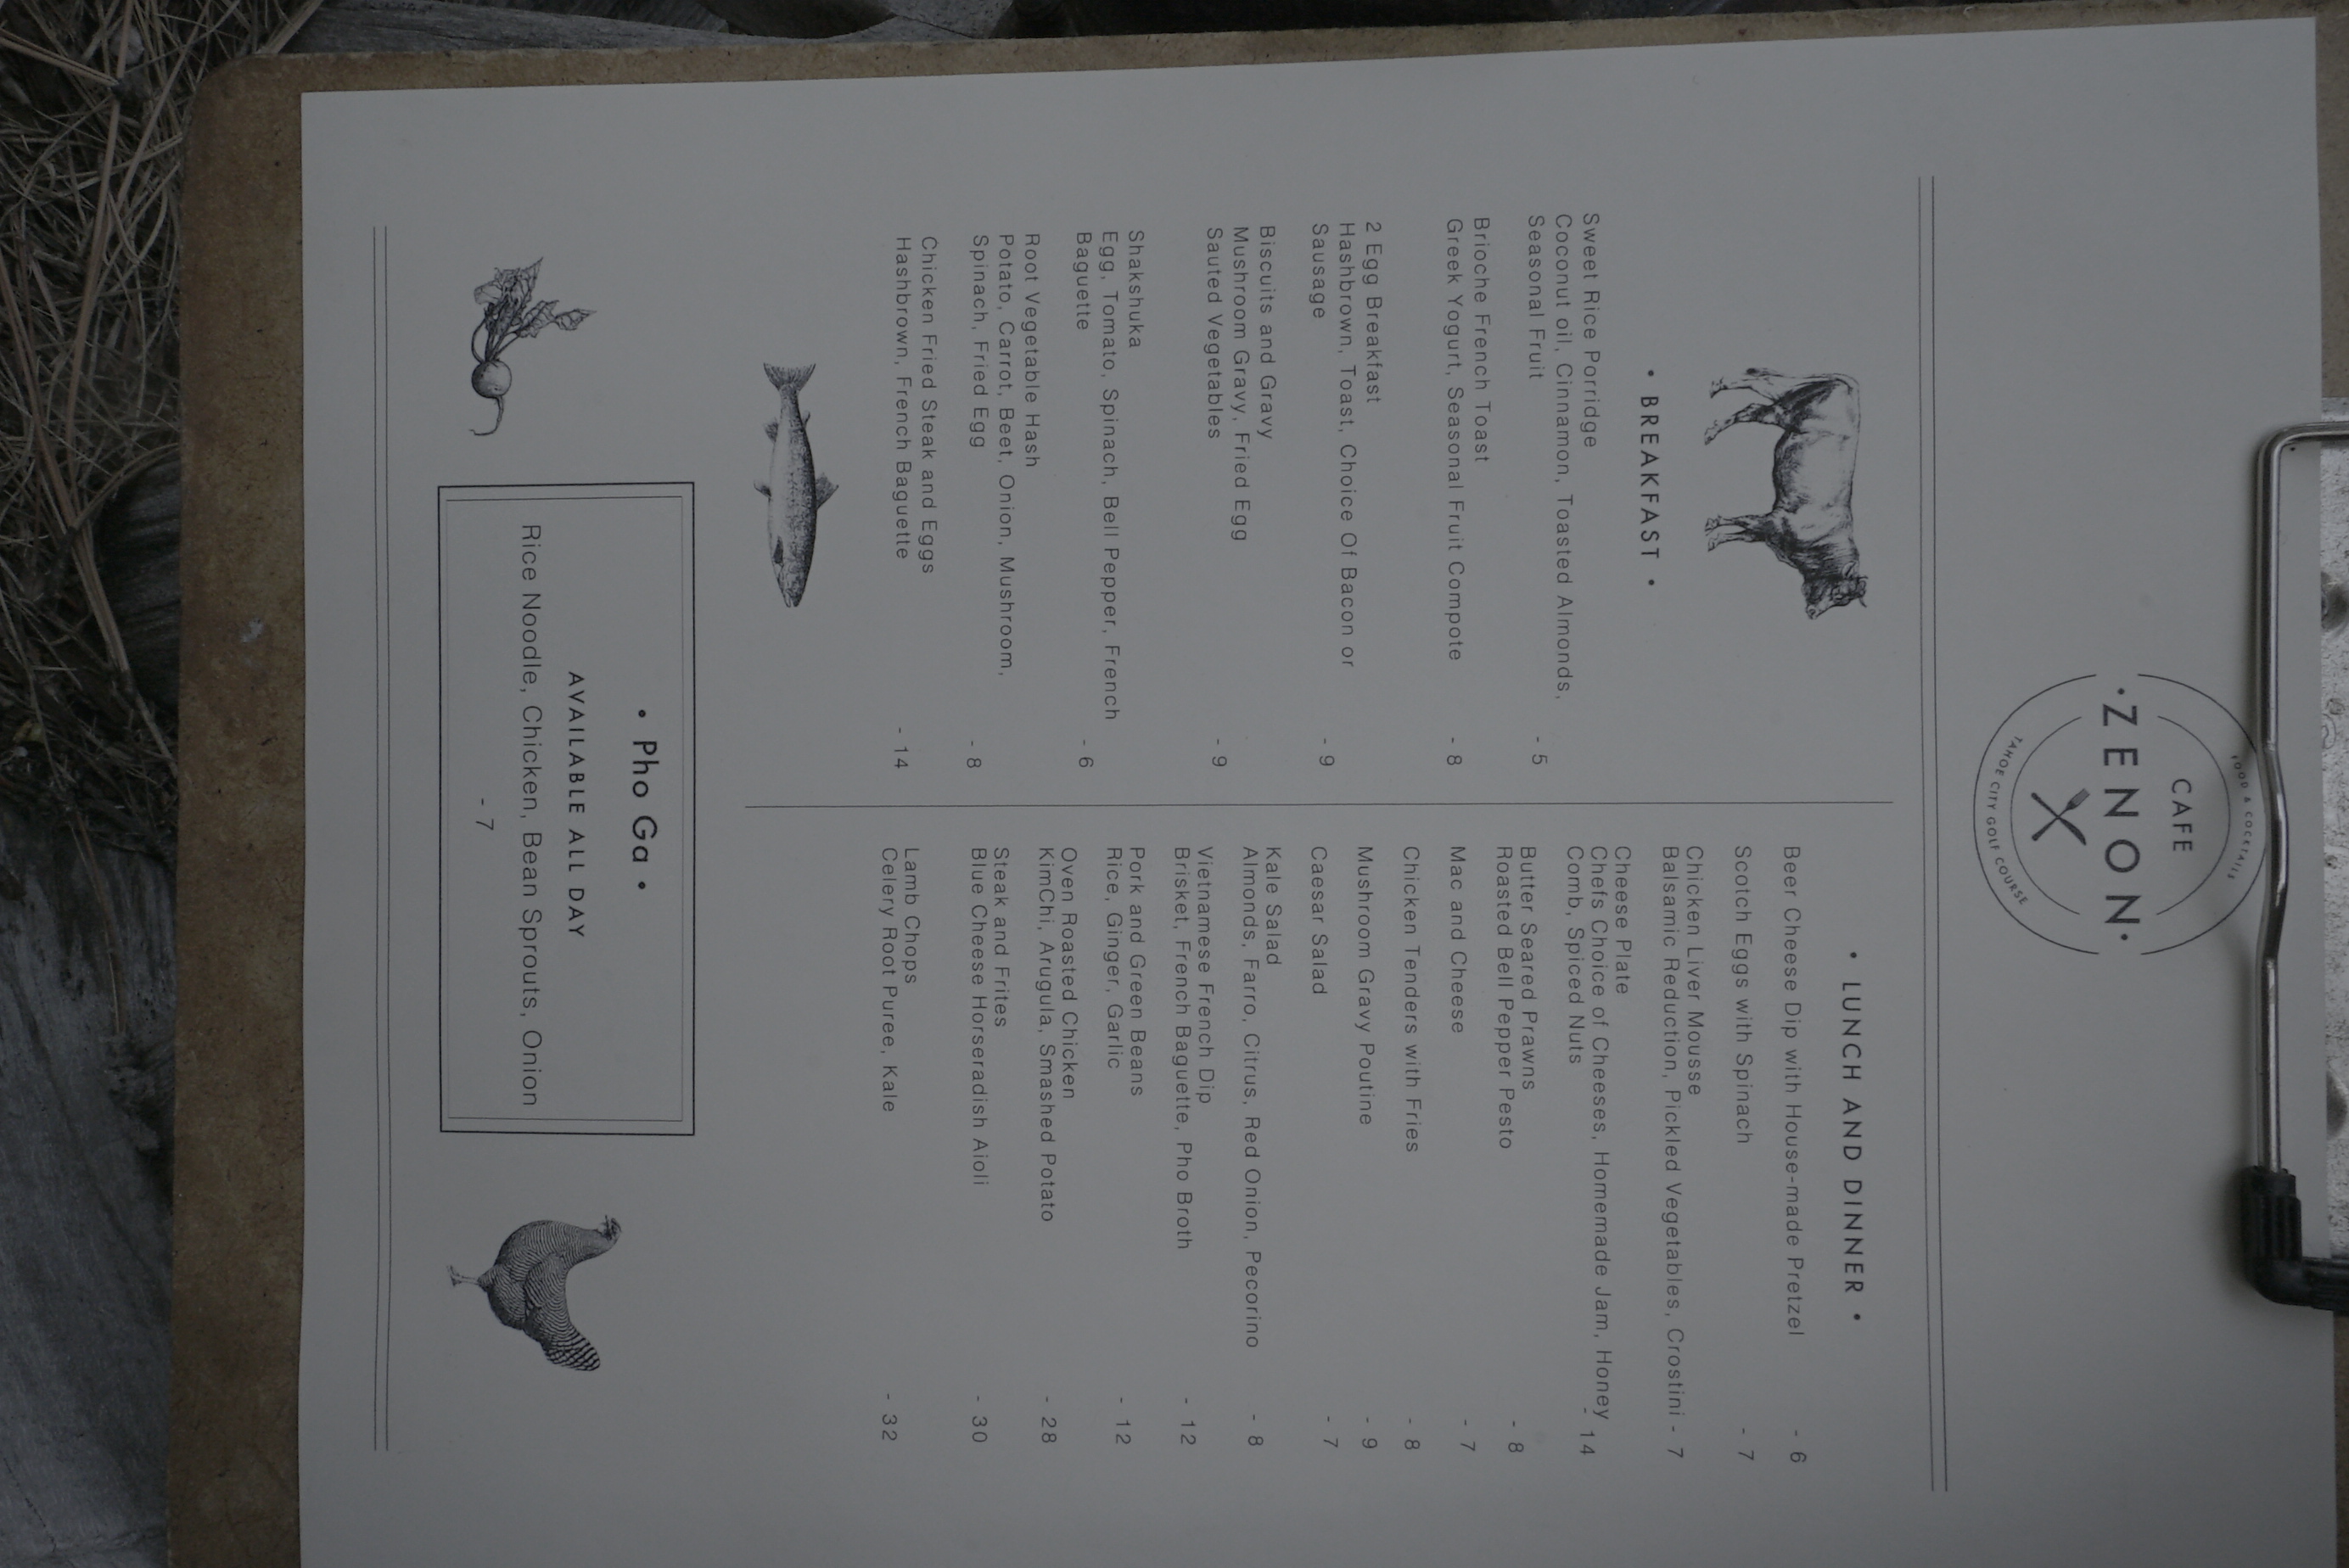 FOOD & COCKTAILS
CAFE
·ZENON·
TAHOE CITY GOLF COURSE
• BREAKFAST •
Sweet Rice Porridge
Coconut oil, Cinnamon, Toasted Almonds,
Seasonal Fruit - 5
Brioche French Toast
Greek Yogurt, Seasonal Fruit Compote - 8
2 Egg Breakfast
Hashbrown, Toast, Choice Of Bacon or
Sausage - 9
Biscuits and Gravy
Mushroom Gravy, Fried Egg
Sauted Vegetables - 9
Shakshuka
Egg, Tomato, Spinach, Bell Pepper, French
Baguette - 6
Root Vegetable Hash
Potato, Carrot, Beet, Onion, Mushroom,
Spinach, Fried Egg - 8
Chicken Fried Steak and Eggs
Hashbrown, French Baguette - 14
• LUNCH AND DINNER •
Beer Cheese Dip with House-made Pretzel - 6
Scotch Eggs with Spinach - 7
Chicken Liver Mousse
Balsamic Reduction, Pickled Vegetables, Crostini - 7
Cheese Plate
Chefs Choice of Cheeses, Homemade Jam, Honey
Comb, Spiced Nuts - 14
Butter Seared Prawns
Roasted Bell Pepper Pesto - 8
Mac and Cheese - 7
Chicken Tenders with Fries - 8
Mushroom Gravy Poutine - 9
Caesar Salad - 7
Kale Salad
Almonds, Farro, Citrus, Red Onion, Pecorino - 8
Vietnamese French Dip
Brisket, French Baguette, Pho Broth - 12
Pork and Green Beans
Rice, Ginger, Garlic - 12
Oven Roasted Chicken
KimChi, Arugula, Smashed Potato - 28
Steak and Frites
Blue Cheese Horseradish Aioli - 30
Lamb Chops
Celery Root Puree, Kale - 32
• Pho Ga •
AVAILABLE ALL DAY
Rice Noodle, Chicken, Bean Sprouts, Onion
- 7